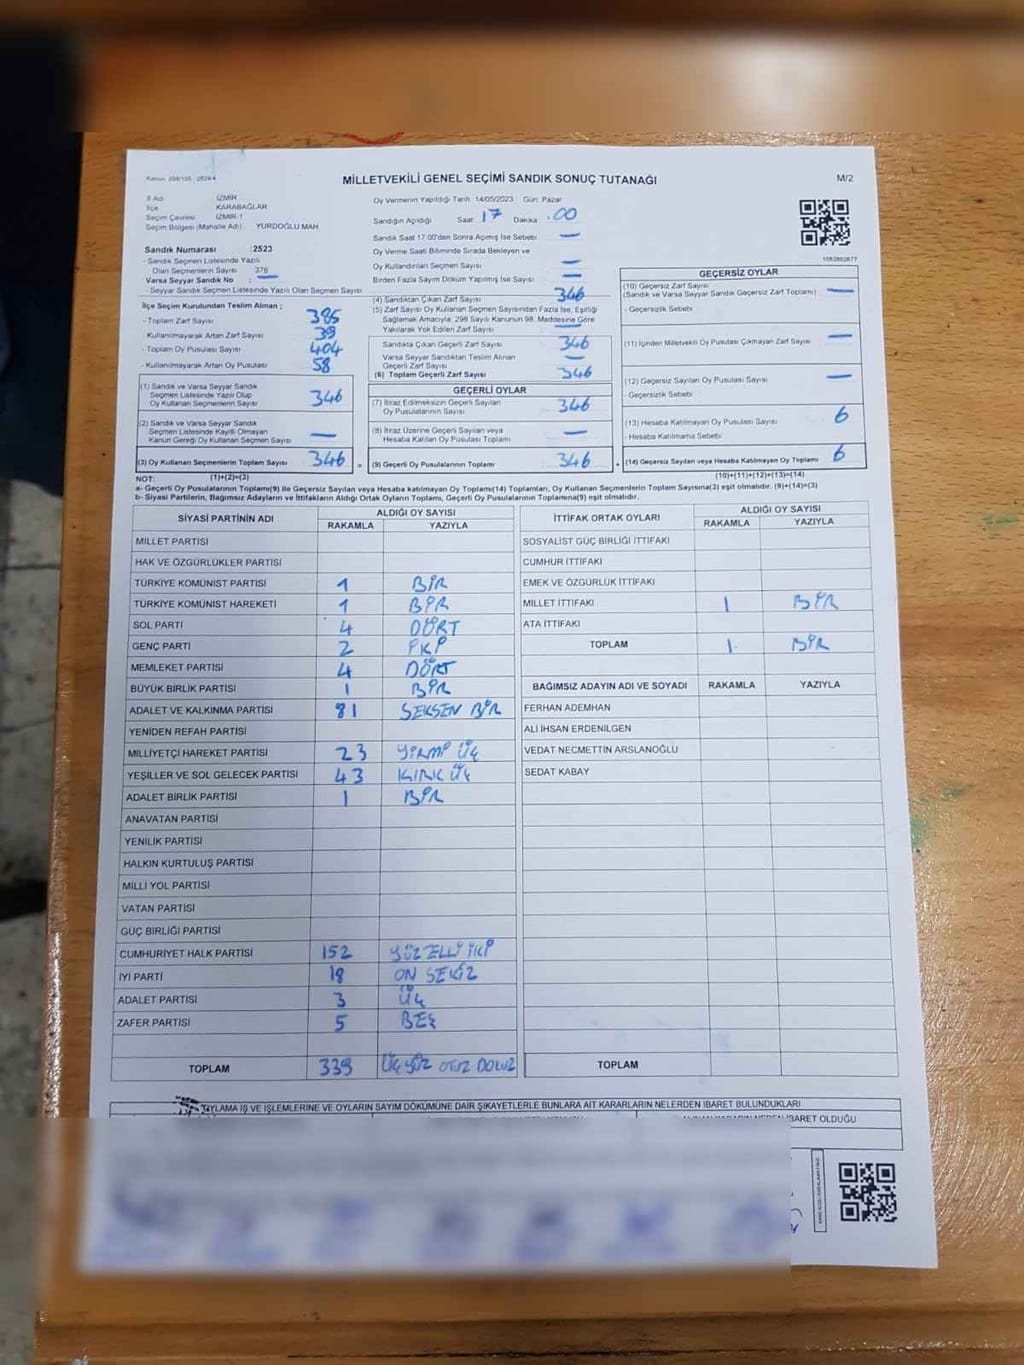 MİLLETVEKİLİ GENEL SEÇİMİ SANDIK SONUÇ TUTANAĞI
M/2
İl Adı : İZMİR
İlçe : KARABAĞLAR
Seçim Çevresi : İZMİR-1
Seçim Bölgesi (Mahalle Adı) : YURDOĞLU MAH
Sandık Numarası :2523
- Sandık Seçmen Listesinde Yazılı
Olan Seçmenlerin Sayısı 376
Varsa Seyyar Sandık No : —
- Seyyar Sandık Seçmen Listesinde Yazılı Olan Seçmen Sayısı
İlçe Seçim Kurulundan Teslim Alınan ;
- Toplam Zarf Sayısı 385
- Kullanılmayarak Artan Zarf Sayısı 39
- Toplam Oy Pusulası Sayısı 404
- Kullanılmayarak Artan Oy Pusulası 58
(1) Sandık ve Varsa Seyyar Sandık
Seçmen Listesinde Yazılı Olup
Oy Kullanan Seçmenlerin Sayısı 346
(2) Sandık ve Varsa Seyyar Sandık
Seçmen Listesinde Kayıtlı Olmayan
Kanun Gereği Oy Kullanan Seçmen Sayısı —
(3) Oy Kullanan Seçmenlerin Toplam Sayısı 346 =
(1)+(2)=(3)
Oy Vermenin Yapıldığı Tarih 14/05/2023 Gün: Pazar
Sandığın Açıldığı Saat 17 Dakika .00
Sandık Saat 17.00'den Sonra Açılmış İse Sebebi —
Oy Verme Saati Bitiminde Sırada Bekleyen ve
Oy Kullandırılan Seçmen Sayısı —
Birden Fazla Sayım Döküm Yapılmış İse Sayısı —
(4) Sandıktan Çıkan Zarf Sayısı 346
(5) Zarf Sayısı Oy Kullanan Seçmen Sayısından Fazla İse, Eşitliği
Sağlamak Amacıyla; 298 Sayılı Kanunun 98. Maddesine Göre
Yakılarak Yok Edilen Zarf Sayısı —
Sandıkta Çıkan Geçerli Zarf Sayısı 346
Varsa Seyyar Sandıktan Teslim Alınan
Geçerli Zarf Sayısı —
(6) Toplam Geçerli Zarf Sayısı 346
GEÇERLİ OYLAR
(7) İtiraz Edilmeksizin Geçerli Sayılan
Oy Pusulalarının Sayısı 346
(8) İtiraz Üzerine Geçerli Sayılan ve
Hesaba Katılan Oy Pusulası Toplamı —
(9) Geçerli Oy Pusulalarının Toplamı 346 +
1083802677
GEÇERSİZ OYLAR
(10) Geçersiz Zarf Sayısı
(Sandık ve Varsa Seyyar Sandık Geçersiz Zarf Toplamı) —
- Geçersizlik Sebebi
(11) İçinden Milletvekili Oy Pusulası Çıkmayan Zarf Sayısı —
(12) Geçersiz Sayılan Oy Pusulası Sayısı —
- Geçersizlik Sebebi
(13) Hesaba Katılmayan Oy Pusulası Sayısı 6
- Hesaba Katılmama Sebebi
(14) Geçersiz Sayılan veya Hesaba Katılmayan Oy Toplamı 6
(10)+(11)+(12)+(13)=(14)
NOT:
a- Geçerli Oy Pusulalarının Toplamı(9) ile Geçersiz Sayılan veya Hesaba Katılmayan Oy Toplamı(14) Toplamları, Oy Kullanan Seçmenlerin Toplam Sayısına(3) eşit olmalıdır. (9)+(14)=(3)
b- Siyasi Partilerin, Bağımsız Adayların ve İttifakların Aldığı Ortak Oyların Toplamı, Geçerli Oy Pusulalarının Toplamına(9) eşit olmalıdır.
SİYASİ PARTİNİN ADI ALDIĞI OY SAYISI
RAKAMLA YAZIYLA
MİLLET PARTİSİ
HAK VE ÖZGÜRLÜKLER PARTİSİ
TÜRKİYE KOMÜNİST PARTİSİ 1 BİR
TÜRKİYE KOMÜNİST HAREKETİ 1 BİR
SOL PARTİ 4 DÖRT
GENÇ PARTİ 2 İKİ
MEMLEKET PARTİSİ 4 DÖRT
BÜYÜK BİRLİK PARTİSİ 1 BİR
ADALET VE KALKINMA PARTİSİ 81 SEKSEN BİR
YENİDEN REFAH PARTİSİ
MİLLİYETÇİ HAREKET PARTİSİ 23 YİRMİ ÜÇ
YEŞİLLER VE SOL GELECEK PARTİSİ 43 KIRK ÜÇ
ADALET BİRLİK PARTİSİ 1 BİR
ANAVATAN PARTİSİ
YENİLİK PARTİSİ
HALKIN KURTULUŞ PARTİSİ
MİLLİ YOL PARTİSİ
VATAN PARTİSİ
GÜÇ BİRLİĞİ PARTİSİ
CUMHURİYET HALK PARTİSİ 152 YÜZ ELLİ İKİ
İYİ PARTİ 18 ON SEKİZ
ADALET PARTİSİ 3 ÜÇ
ZAFER PARTİSİ 5 BEŞ
TOPLAM 339 ÜÇ YÜZ OTUZ DOKUZ
İTTİFAK ORTAK OYLARI ALDIĞI OY SAYISI
RAKAMLA YAZIYLA
SOSYALİST GÜÇ BİRLİĞİ İTTİFAKI
CUMHUR İTTİFAKI
EMEK VE ÖZGÜRLÜK İTTİFAKI
MİLLET İTTİFAKI 1 BİR
ATA İTTİFAKI
TOPLAM 1 BİR
BAĞIMSIZ ADAYIN ADI VE SOYADI RAKAMLA YAZIYLA
FERHAN ADEMHAN
ALİ İHSAN ERDENİLGEN
VEDAT NECMETTİN ARSLANOĞLU
SEDAT KABAY
TOPLAM
OYLAMA İŞ VE İŞLEMLERİNE VE OYLARIN SAYIM DÖKÜMÜNE DAİR ŞİKAYETLERLE BUNLARA AİT KARARLARIN NELERDEN İBARET BULUNDUKLARI
İBARET OLDUĞU